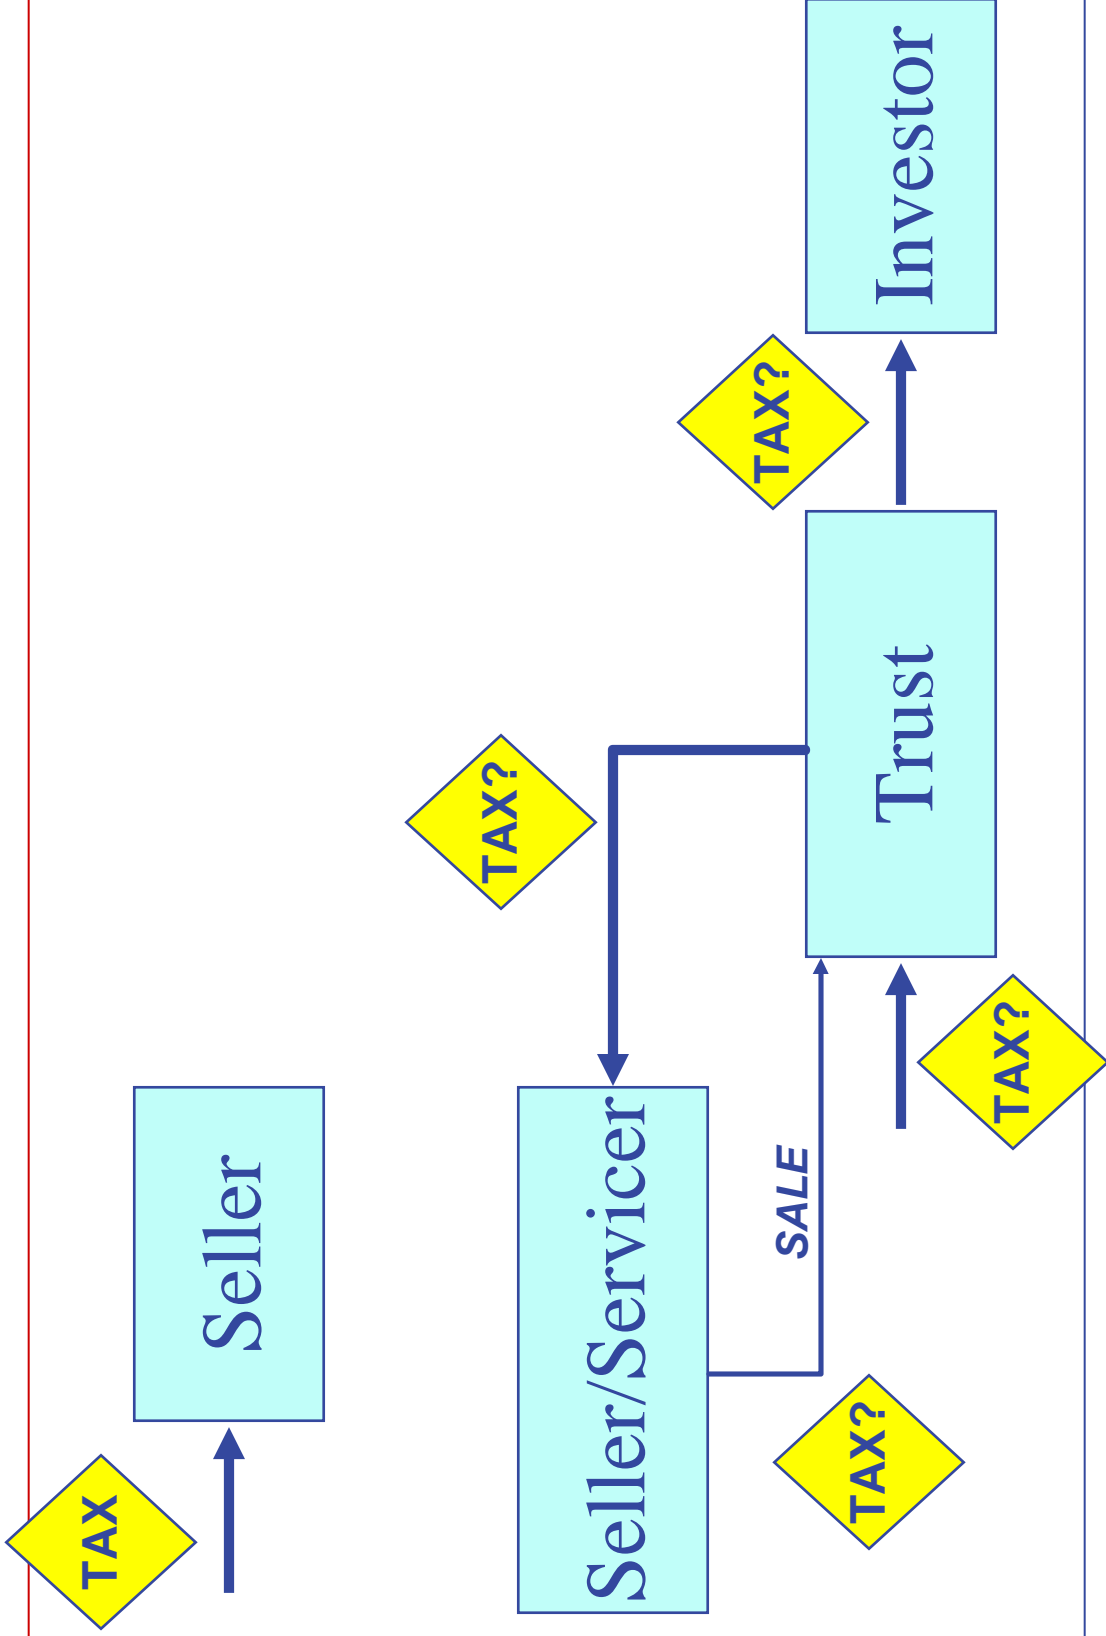 TAX
Seller
TAX?
Seller/Servicer
TAX?
SALE
TAX?
Trust
Investor
TAX?